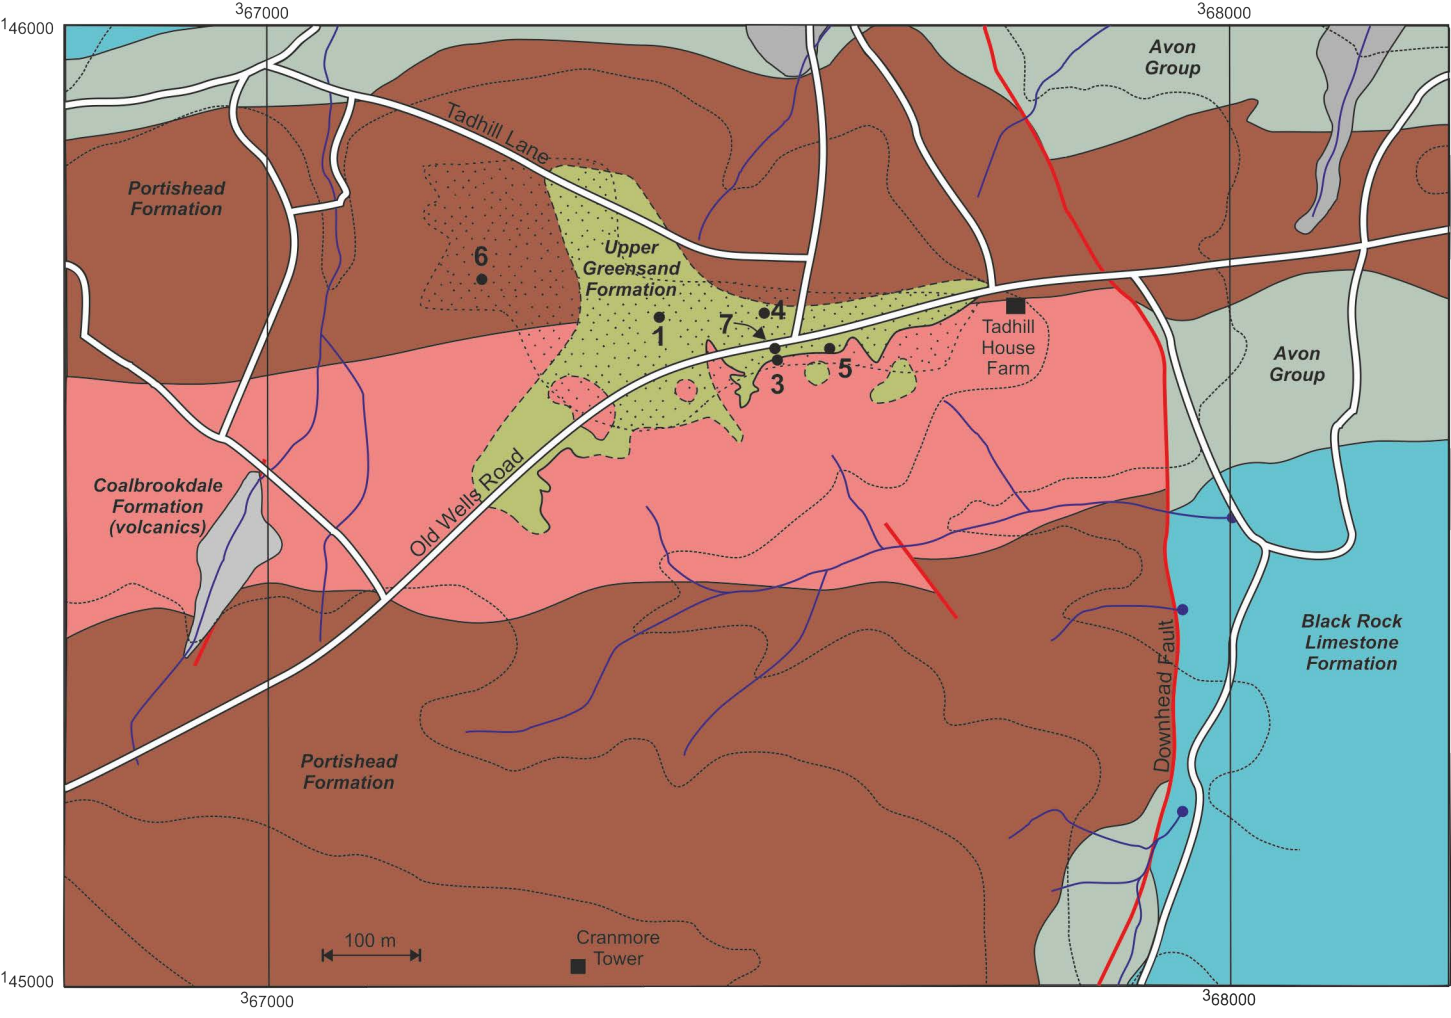 ³67000
³68000
¹46000
Avon
Group
Tadhill Lane
Portishead
Formation
6
Upper
Greensand
Formation
1
4
7
3
5
Tadhill
House
Farm
Avon
Group
Coalbrookdale
Formation
(volcanics)
Old Wells Road
Black Rock
Limestone
Formation
Downhead Fault
Portishead
Formation
100 m
Cranmore
Tower
¹45000
³67000
³68000